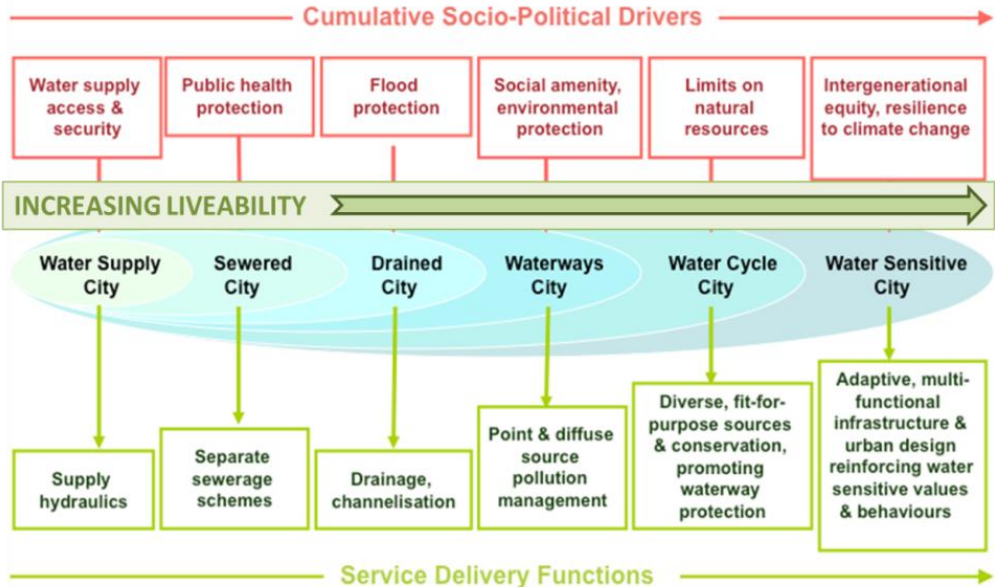 Cumulative Socio-Political Drivers
Water supply
access &
security
Public health
protection
Flood
protection
Social amenity,
environmental
protection
Limits on
natural
resources
Intergenerational
equity, resilience
to climate change
INCREASING LIVEABILITY
Water Supply
City
Sewered
City
Drained
City
Waterways
City
Water Cycle
City
Water Sensitive
City
Supply
hydraulics
Separate
sewerage
schemes
Drainage,
channelisation
Point & diffuse
source
pollution
management
Diverse, fit-for-
purpose sources
& conservation,
promoting
waterway
protection
Adaptive, multi-
functional
infrastructure &
urban design
reinforcing water
sensitive values
& behaviours
Service Delivery Functions